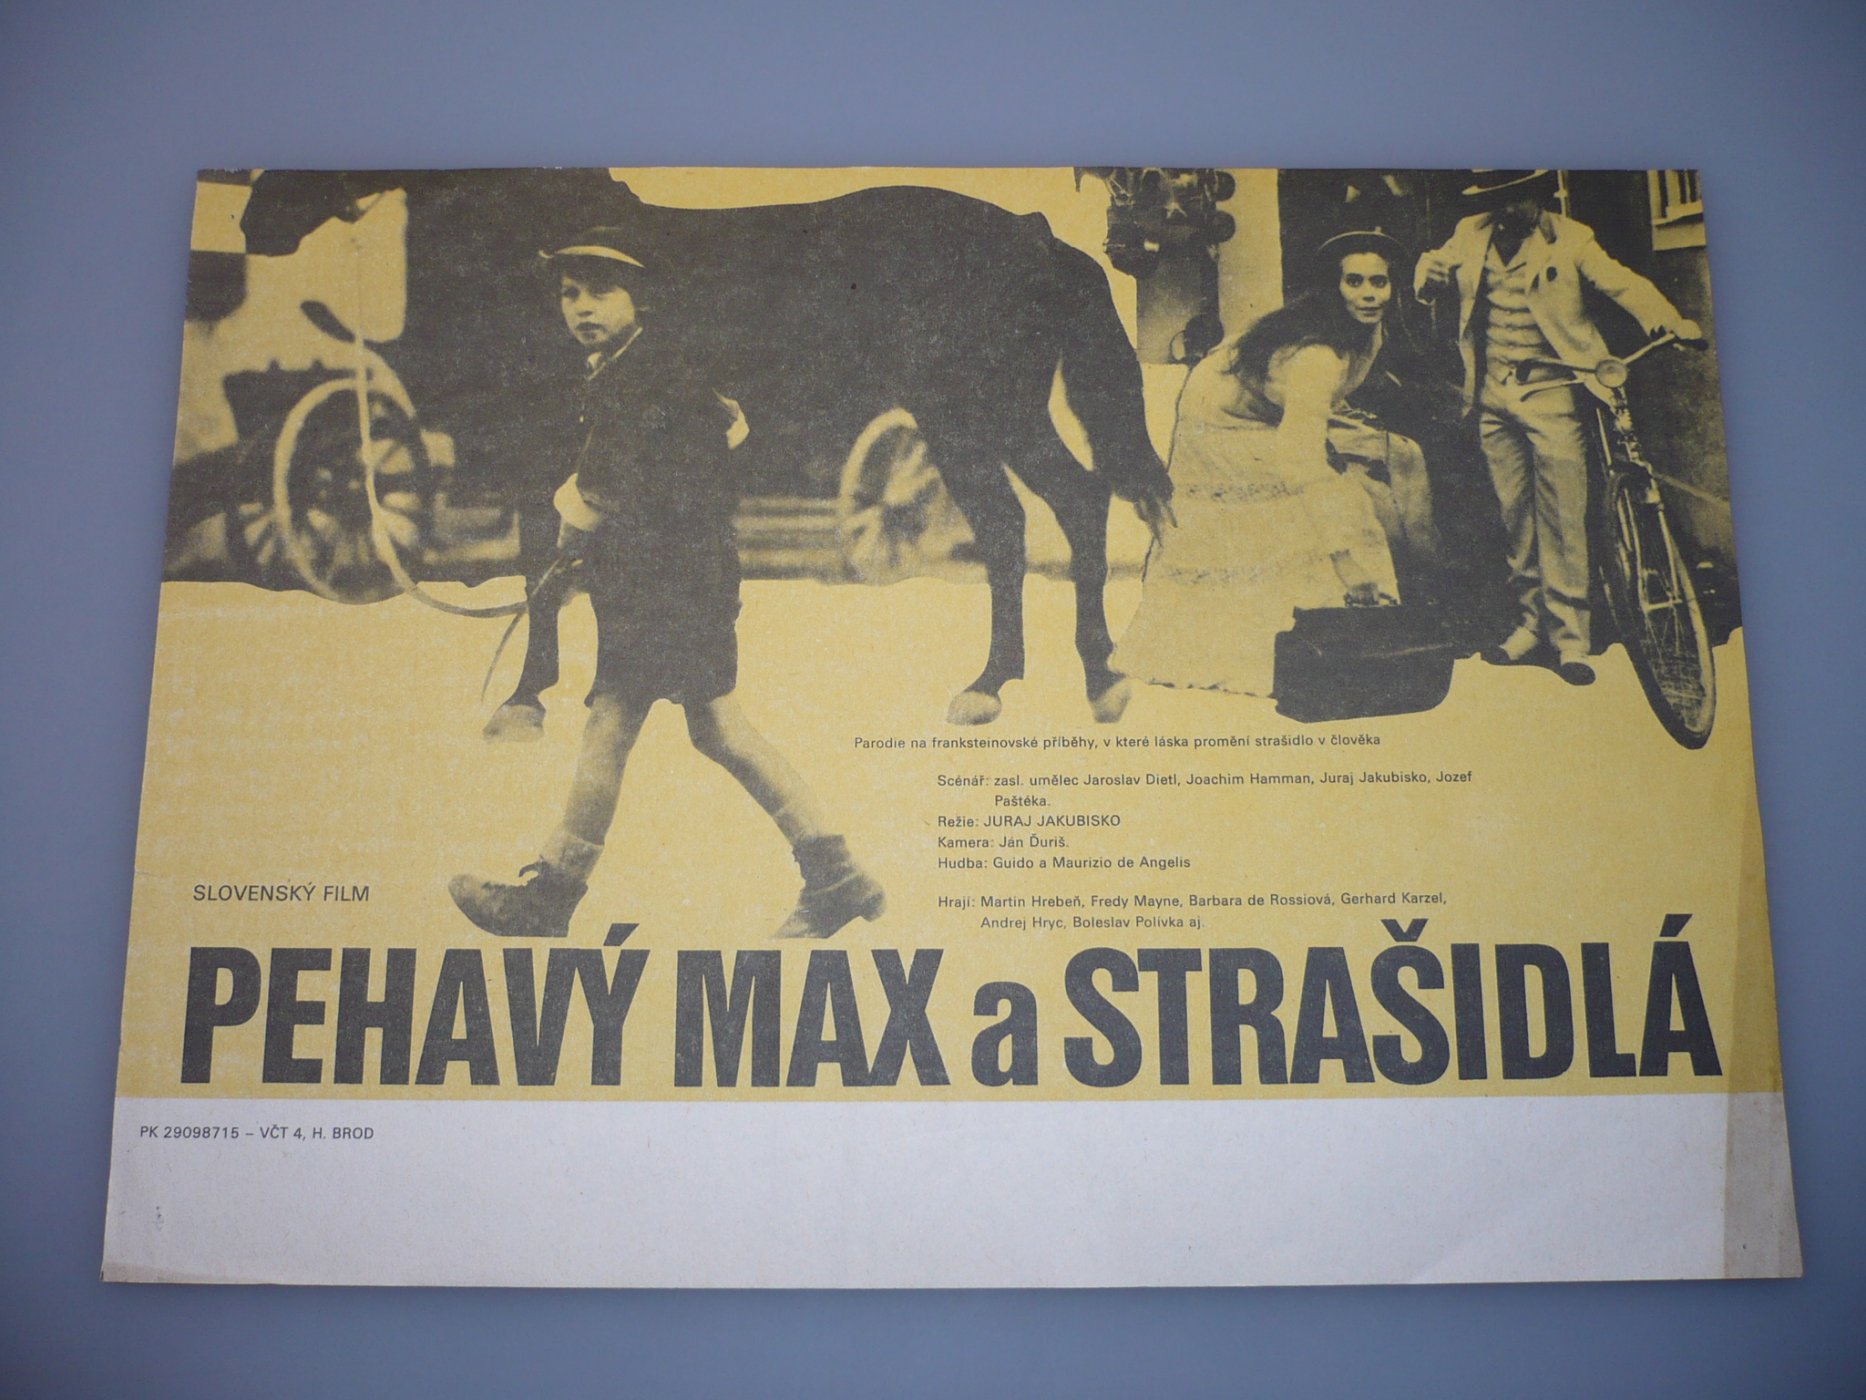 Parodie na franksteinovské příběhy, v které láska promění strašidlo v člověka
Scénář: zasl. umělec Jaroslav Dietl, Joachim Hamman, Juraj Jakubisko, Jozef
Paštéka.
Režie: JURAJ JAKUBISKO
Kamera: Ján Ďuriš.
Hudba: Guido a Maurizio de Angelis
Hrají: Martin Hrebeň, Fredy Mayne, Barbara de Rossiová, Gerhard Karzel,
Andrej Hryc, Boleslav Polívka aj.
SLOVENSKÝ FILM
PEHAVÝ MAX a STRAŠIDLÁ
PK 29098715 – VČT 4, H. BROD